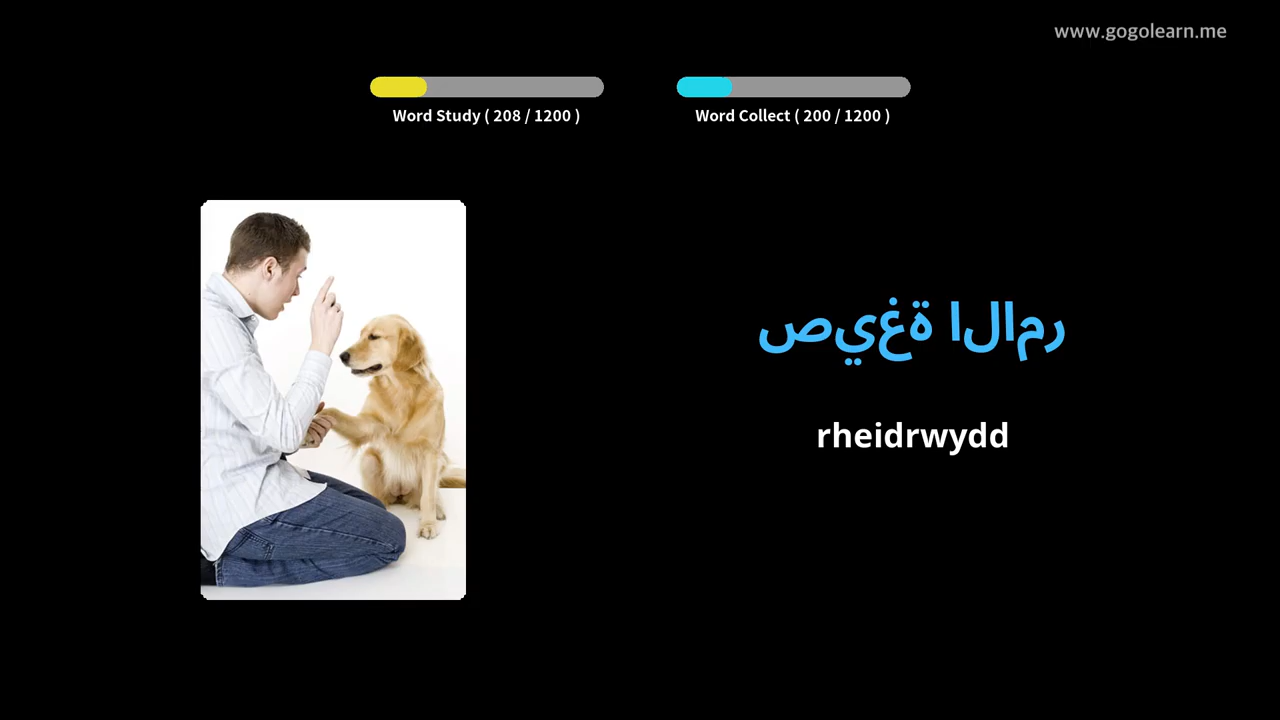 www.gogolearn.me
Word Study ( 208 / 1200 )
Word Collect ( 200 / 1200 )
صيغة الامر
rheidrwydd